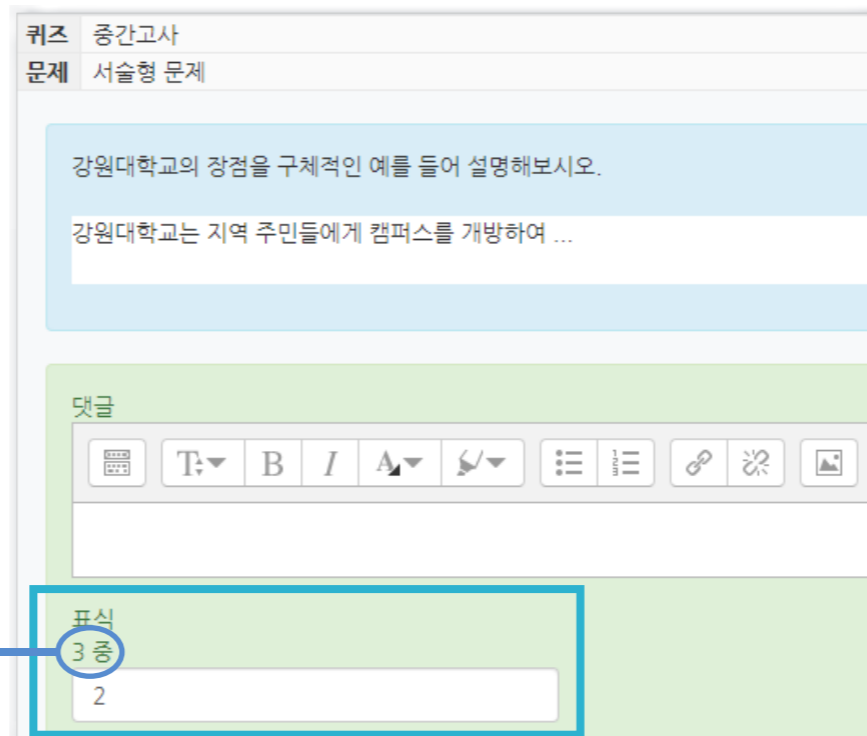 퀴즈 중간고사
문제 서술형 문제
강원대학교의 장점을 구체적인 예를 들어 설명해보시오.
강원대학교는 지역 주민들에게 캠퍼스를 개방하여 ...
댓글
표식
3 중
2